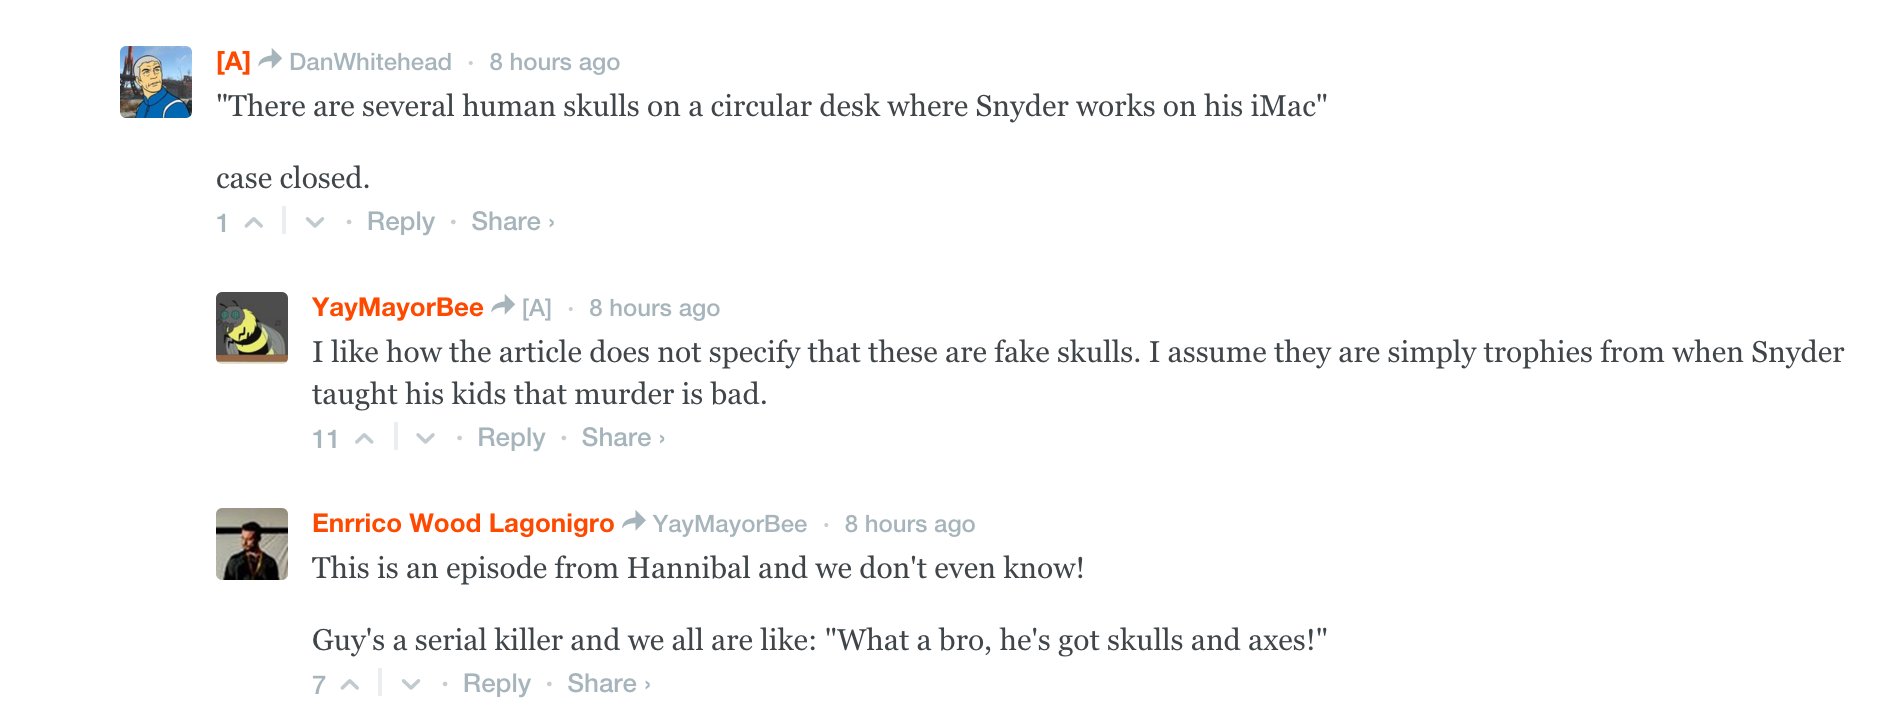 [A] DanWhitehead · 8 hours ago
"There are several human skulls on a circular desk where Snyder works on his iMac"
case closed.
1 · Reply · Share ›
YayMayorBee [A] · 8 hours ago
I like how the article does not specify that these are fake skulls. I assume they are simply trophies from when Snyder
taught his kids that murder is bad.
11 · Reply · Share ›
Enrrico Wood Lagonigro YayMayorBee · 8 hours ago
This is an episode from Hannibal and we don't even know!
Guy's a serial killer and we all are like: "What a bro, he's got skulls and axes!"
7 · Reply · Share ›